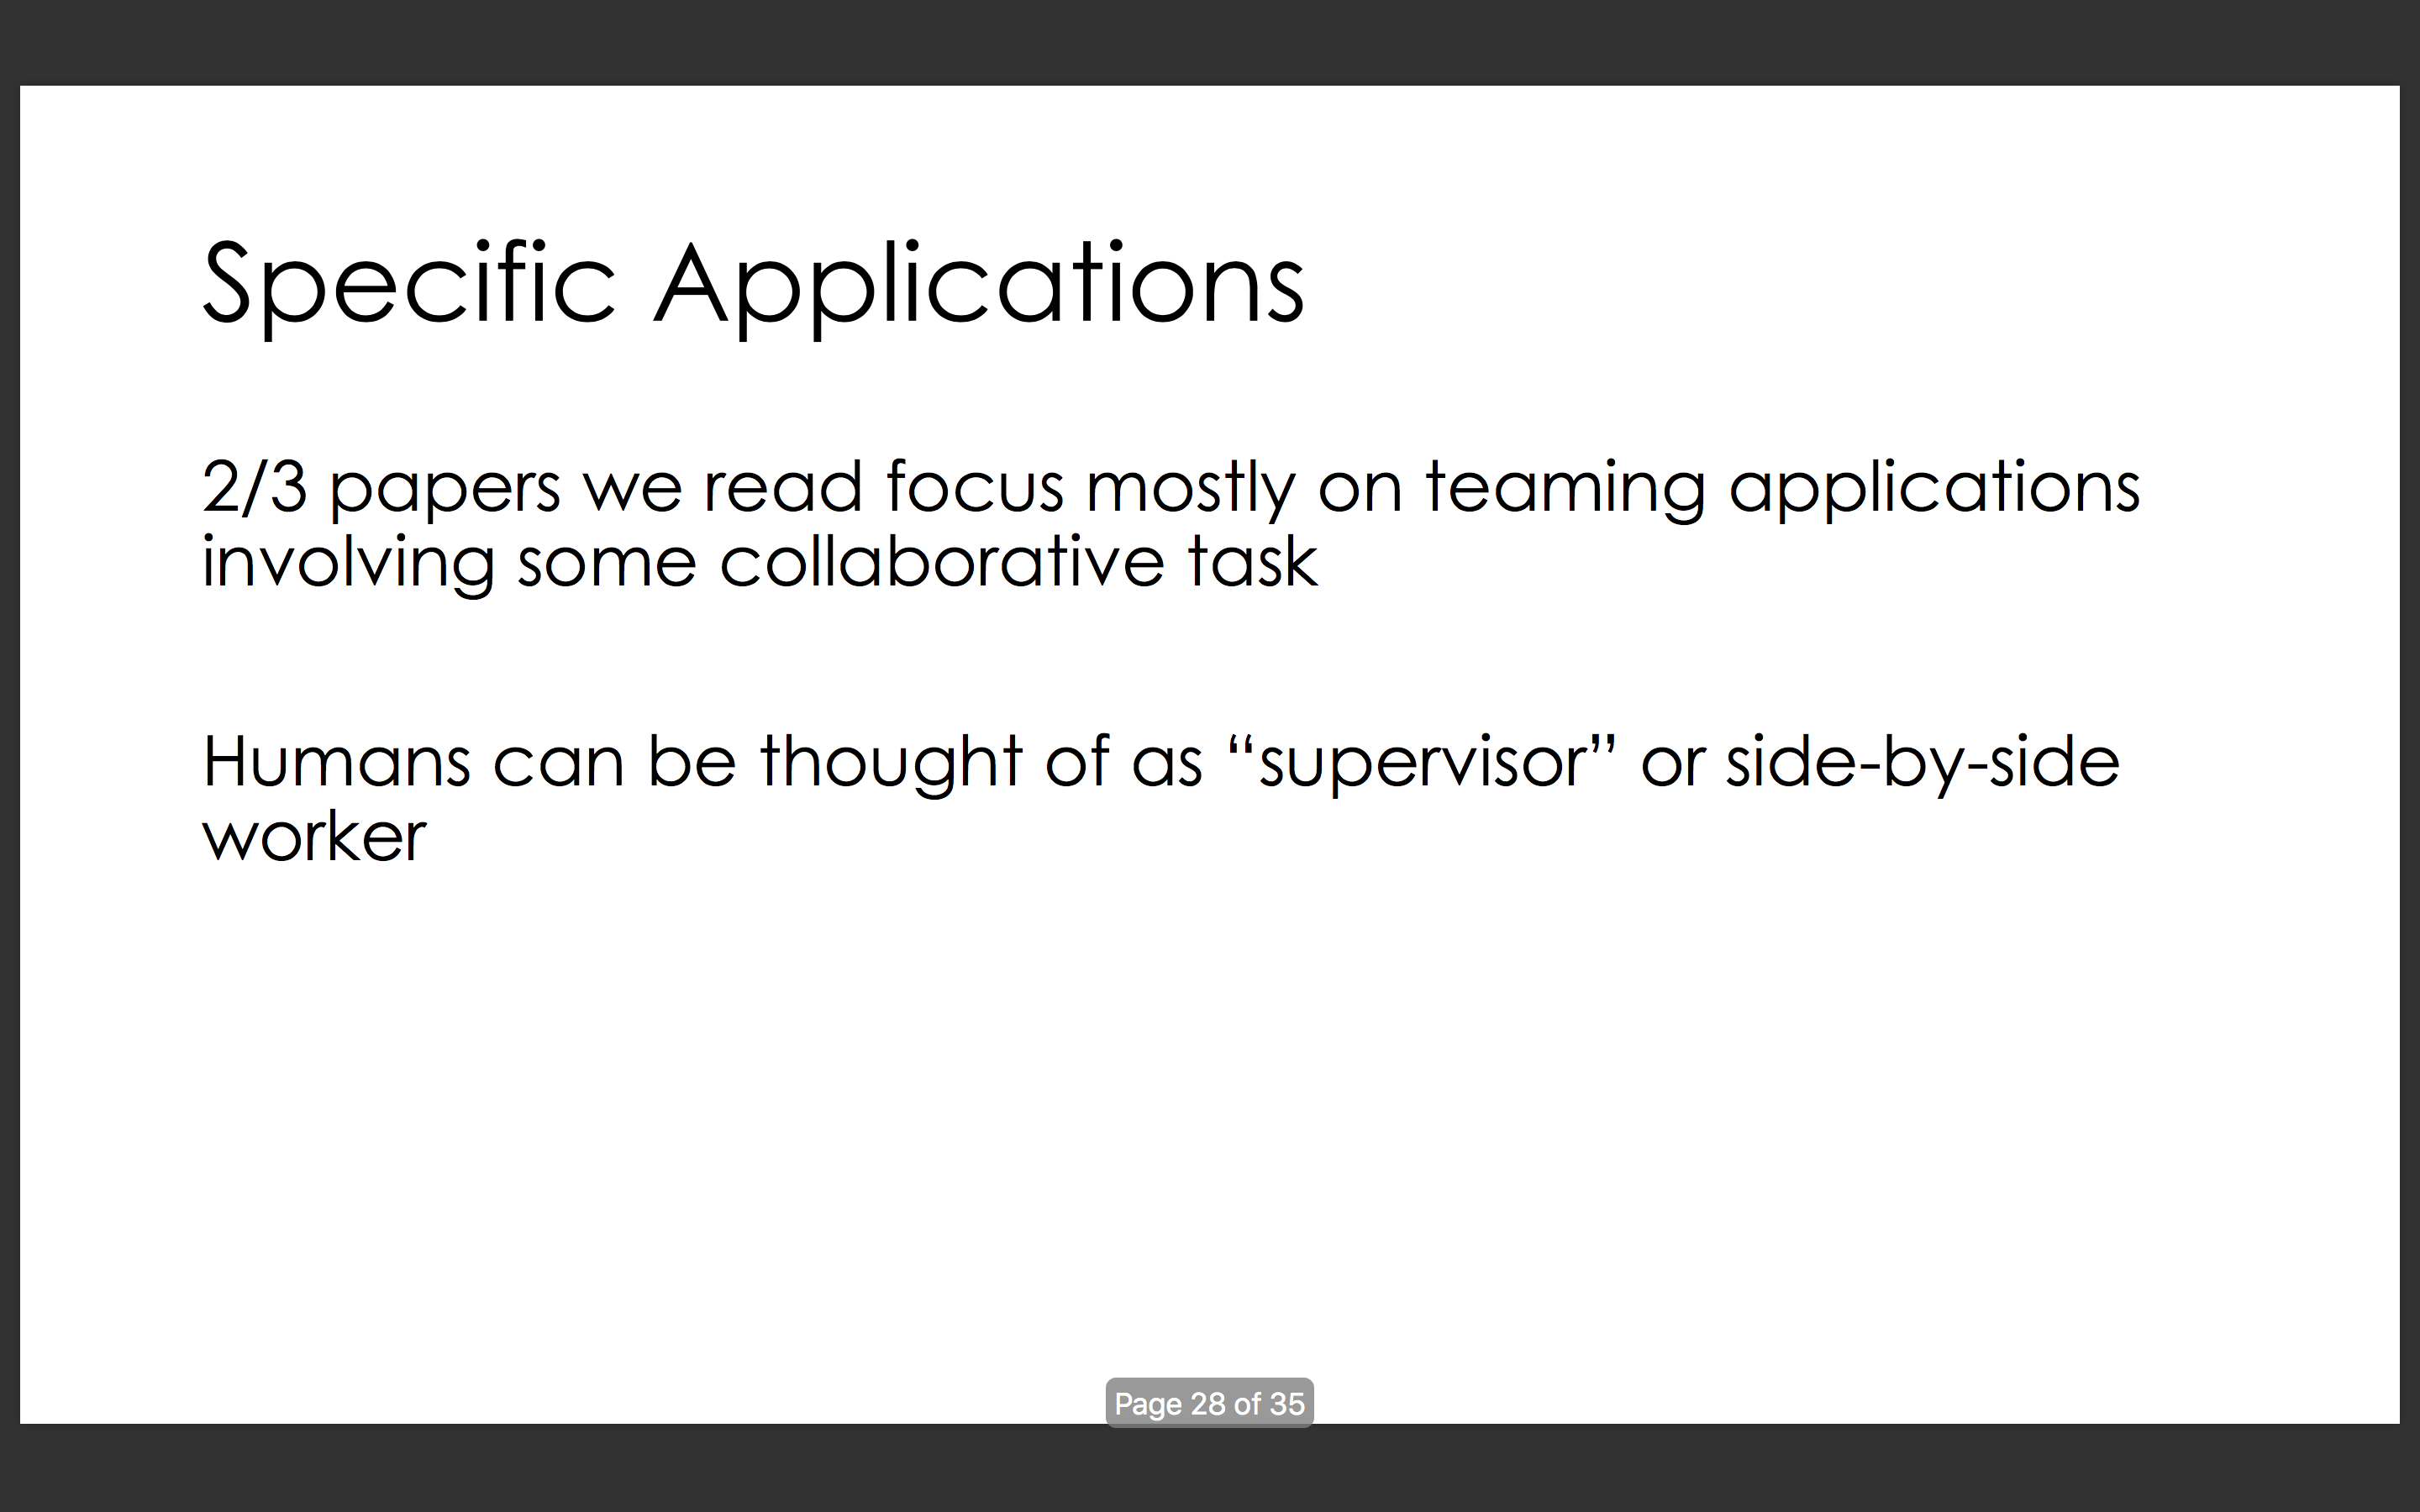 Specific Applications
2/3 papers we read focus mostly on teaming applications
involving some collaborative task
Humans can be thought of as “supervisor” or side-by-side
worker
Page 28 of 35